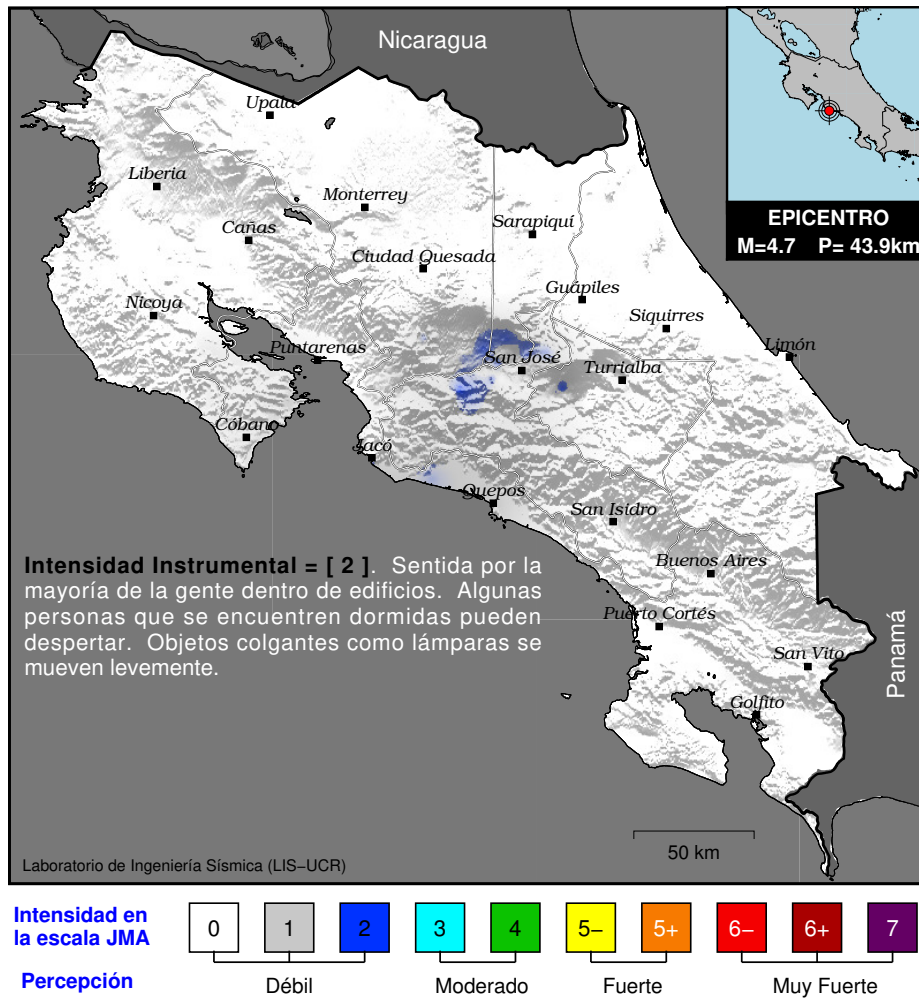 Nicaragua
Upala
Liberia
Monterrey
Cañas
Sarapiquí
Ciudad Quesada
EPICENTRO
M=4.7 P= 43.9km
Nicoya
Guápiles
Siquirres
Puntarenas
San José
Limón
Turrialba
Cóbano
Jacó
Quepos
San Isidro
Intensidad Instrumental = [ 2 ]. Sentida por la
mayoría de la gente dentro de edificios. Algunas
personas que se encuentren dormidas pueden
despertar. Objetos colgantes como lámparas se
mueven levemente.
Buenos Aires
Puerto Cortés
San Vito
Panamá
Golfito
50 km
Laboratorio de Ingeniería Sísmica (LIS−UCR)
Intensidad en
la escala JMA
0 1 2 3 4 5− 5+ 6− 6+ 7
Percepción
Débil Moderado Fuerte Muy Fuerte